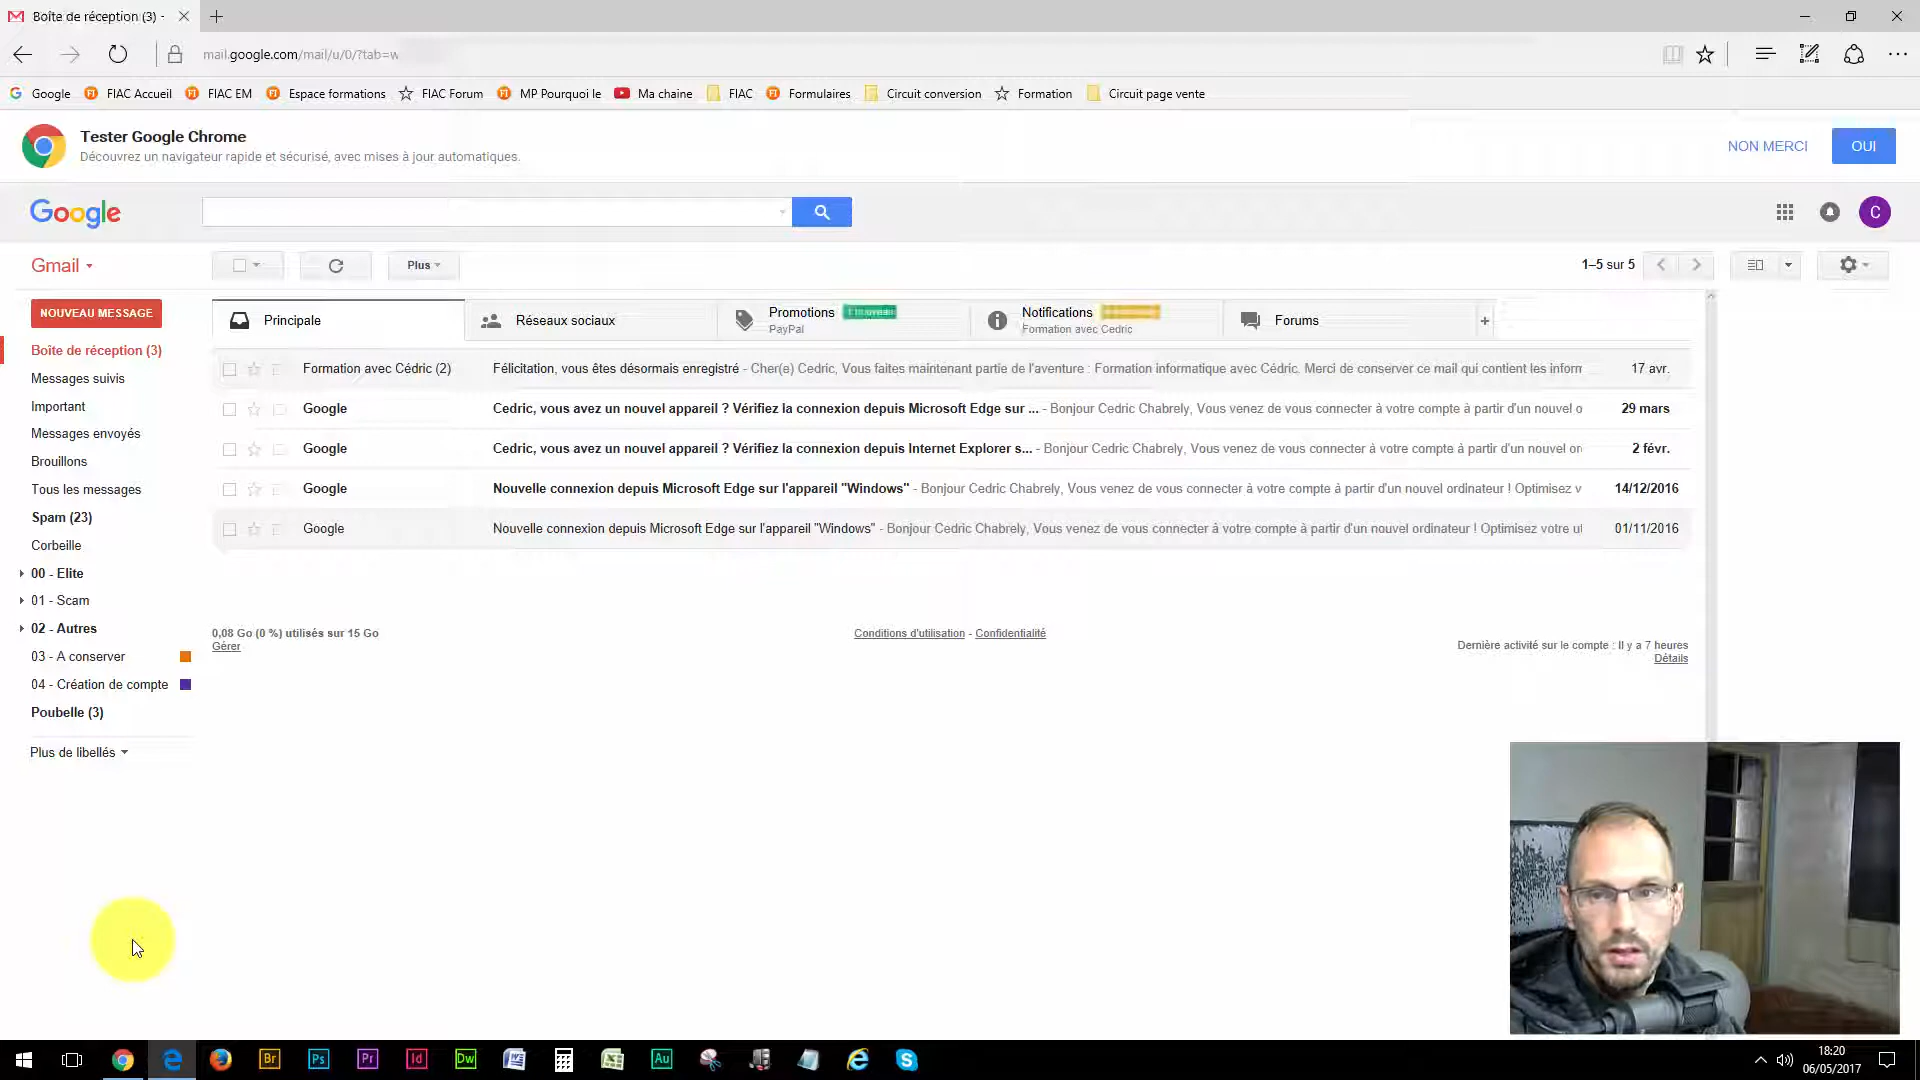 Boîte de réception (3) -
mail.google.com/mail/u/0/?tab=w
Google FIAC Accueil FIAC EM Espace formations FIAC Forum MP Pourquoi le Ma chaine FIAC Formulaires Circuit conversion Formation Circuit page vente
Tester Google Chrome
Découvrez un navigateur rapide et sécurisé, avec mises à jour automatiques.
NON MERCI OUI
Google
C
Gmail
Plus
1–5 sur 5
NOUVEAU MESSAGE
Boîte de réception (3)
Messages suivis
Important
Messages envoyés
Brouillons
Tous les messages
Spam (23)
Corbeille
00 - Elite
01 - Scam
02 - Autres
03 - A conserver
04 - Création de compte
Poubelle (3)
Plus de libellés
Principale
Réseaux sociaux
Promotions 1 nouveau
PayPal
Notifications
Formation avec Cedric
Forums
+
Formation avec Cédric (2) Félicitation, vous êtes désormais enregistré - Cher(e) Cedric, Vous faites maintenant partie de l'aventure : Formation informatique avec Cédric. Merci de conserver ce mail qui contient les inform 17 avr.
Google Cedric, vous avez un nouvel appareil ? Vérifiez la connexion depuis Microsoft Edge sur ... - Bonjour Cedric Chabrely, Vous venez de vous connecter à votre compte à partir d'un nouvel o 29 mars
Google Cedric, vous avez un nouvel appareil ? Vérifiez la connexion depuis Internet Explorer s... - Bonjour Cedric Chabrely, Vous venez de vous connecter à votre compte à partir d'un nouvel or 2 févr.
Google Nouvelle connexion depuis Microsoft Edge sur l'appareil "Windows" - Bonjour Cedric Chabrely, Vous venez de vous connecter à votre compte à partir d'un nouvel ordinateur ! Optimisez v 14/12/2016
Google Nouvelle connexion depuis Microsoft Edge sur l'appareil "Windows" - Bonjour Cedric Chabrely, Vous venez de vous connecter à votre compte à partir d'un nouvel ordinateur ! Optimisez votre ut 01/11/2016
0,08 Go (0 %) utilisés sur 15 Go
Gérer
Conditions d'utilisation - Confidentialité
Dernière activité sur le compte : Il y a 7 heures
Détails
Br Ps Pr Id Dw Au
18:20
06/05/2017